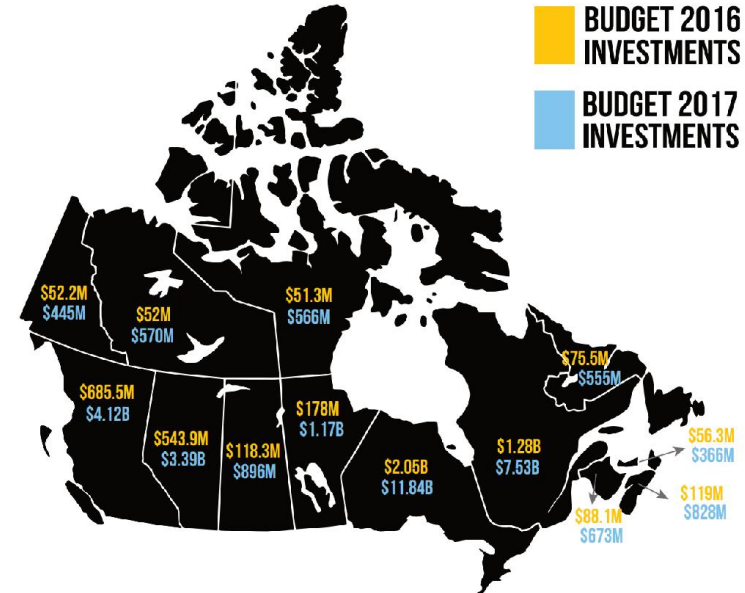 BUDGET 2016
INVESTMENTS
BUDGET 2017
INVESTMENTS
$52.2M
$445M
$52M
$570M
$51.3M
$566M
$75.5M
$555M
$685.5M
$4.12B
$543.9M
$3.39B
$118.3M
$896M
$178M
$1.17B
$2.05B
$11.84B
$1.28B
$7.53B
$56.3M
$366M
$119M
$828M
$88.1M
$673M